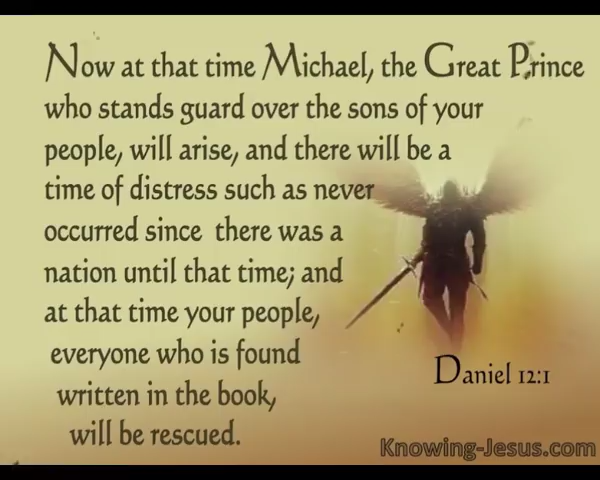 Now at that time Michael, the Great Prince
who stands guard over the sons of your
people, will arise, and there will be a
time of distress such as never
occurred since there was a
nation until that time; and
at that time your people,
everyone who is found
written in the book,
will be rescued.
Daniel 12:1
Knowing-Jesus.com